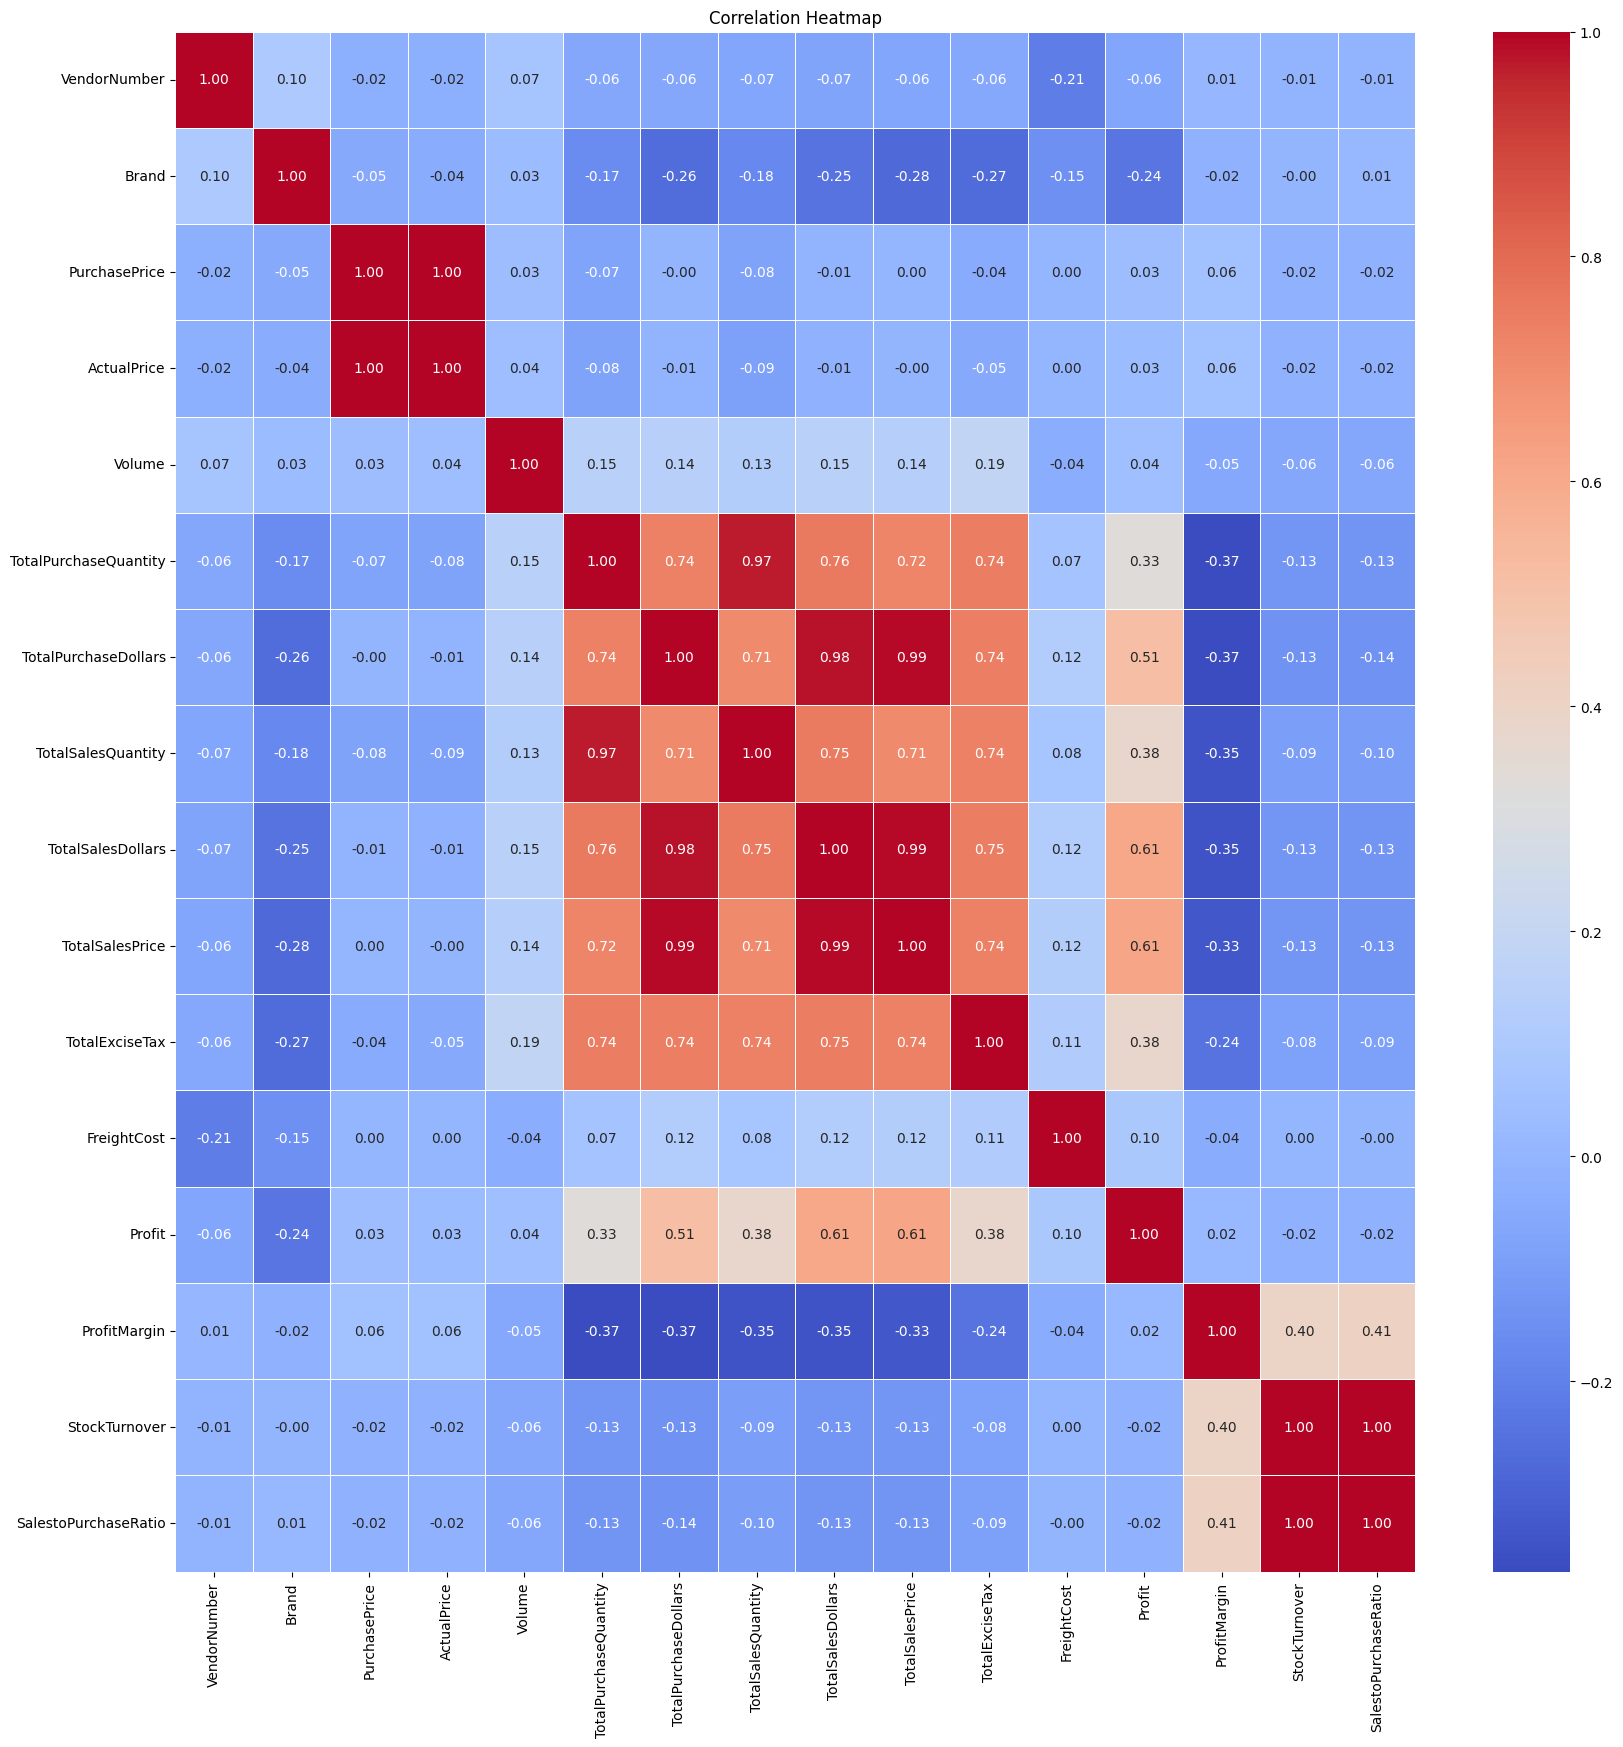 Correlation Heatmap
VendorNumber 1.00 0.10 -0.02 -0.02 0.07 -0.06 -0.06 -0.07 -0.07 -0.06 -0.06 -0.21 -0.06 0.01 -0.01 -0.01
Brand 0.10 1.00 -0.05 -0.04 0.03 -0.17 -0.26 -0.18 -0.25 -0.28 -0.27 -0.15 -0.24 -0.02 -0.00 0.01
PurchasePrice -0.02 -0.05 1.00 1.00 0.03 -0.07 -0.00 -0.08 -0.01 0.00 -0.04 0.00 0.03 0.06 -0.02 -0.02
ActualPrice -0.02 -0.04 1.00 1.00 0.04 -0.08 -0.01 -0.09 -0.01 -0.00 -0.05 0.00 0.03 0.06 -0.02 -0.02
Volume 0.07 0.03 0.03 0.04 1.00 0.15 0.14 0.13 0.15 0.14 0.19 -0.04 0.04 -0.05 -0.06 -0.06
TotalPurchaseQuantity -0.06 -0.17 -0.07 -0.08 0.15 1.00 0.74 0.97 0.76 0.72 0.74 0.07 0.33 -0.37 -0.13 -0.13
TotalPurchaseDollars -0.06 -0.26 -0.00 -0.01 0.14 0.74 1.00 0.71 0.98 0.99 0.74 0.12 0.51 -0.37 -0.13 -0.14
TotalSalesQuantity -0.07 -0.18 -0.08 -0.09 0.13 0.97 0.71 1.00 0.75 0.71 0.74 0.08 0.38 -0.35 -0.09 -0.10
TotalSalesDollars -0.07 -0.25 -0.01 -0.01 0.15 0.76 0.98 0.75 1.00 0.99 0.75 0.12 0.61 -0.35 -0.13 -0.13
TotalSalesPrice -0.06 -0.28 0.00 -0.00 0.14 0.72 0.99 0.71 0.99 1.00 0.74 0.12 0.61 -0.33 -0.13 -0.13
TotalExciseTax -0.06 -0.27 -0.04 -0.05 0.19 0.74 0.74 0.74 0.75 0.74 1.00 0.11 0.38 -0.24 -0.08 -0.09
FreightCost -0.21 -0.15 0.00 0.00 -0.04 0.07 0.12 0.08 0.12 0.12 0.11 1.00 0.10 -0.04 0.00 -0.00
Profit -0.06 -0.24 0.03 0.03 0.04 0.33 0.51 0.38 0.61 0.61 0.38 0.10 1.00 0.02 -0.02 -0.02
ProfitMargin 0.01 -0.02 0.06 0.06 -0.05 -0.37 -0.37 -0.35 -0.35 -0.33 -0.24 -0.04 0.02 1.00 0.40 0.41
StockTurnover -0.01 -0.00 -0.02 -0.02 -0.06 -0.13 -0.13 -0.09 -0.13 -0.13 -0.08 0.00 -0.02 0.40 1.00 1.00
SalestoPurchaseRatio -0.01 0.01 -0.02 -0.02 -0.06 -0.13 -0.14 -0.10 -0.13 -0.13 -0.09 -0.00 -0.02 0.41 1.00 1.00
VendorNumber
Brand
PurchasePrice
ActualPrice
Volume
TotalPurchaseQuantity
TotalPurchaseDollars
TotalSalesQuantity
TotalSalesDollars
TotalSalesPrice
TotalExciseTax
FreightCost
Profit
ProfitMargin
StockTurnover
SalestoPurchaseRatio
1.0
0.8
0.6
0.4
0.2
0.0
−0.2